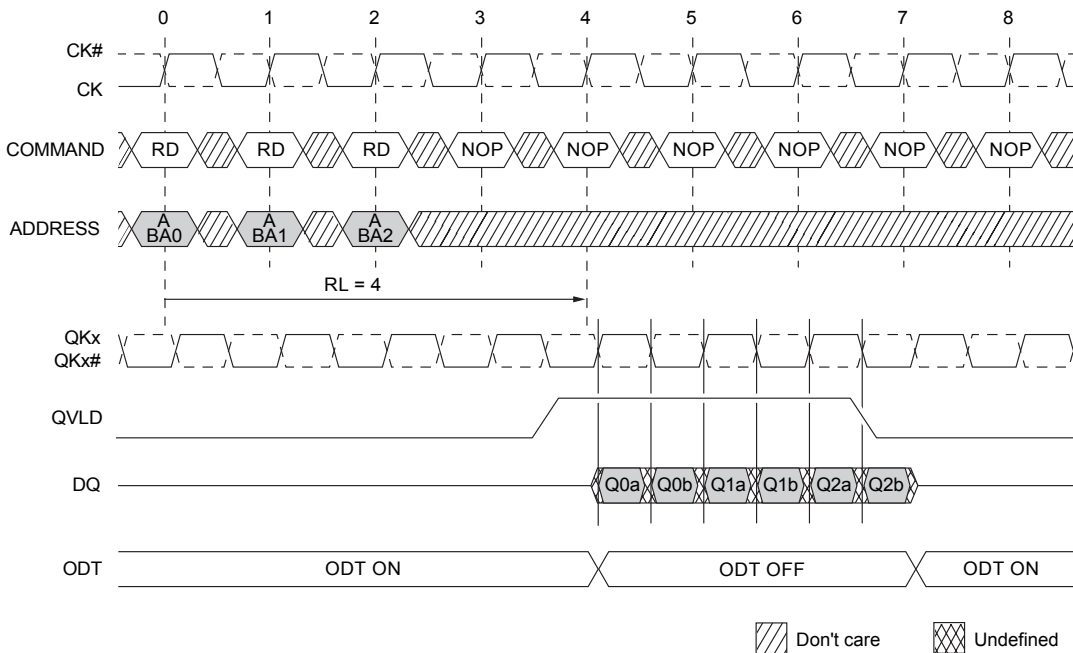 0 1 2 3 4 5 6 7 8
CK#
CK
COMMAND RD RD RD NOP NOP NOP NOP NOP NOP
ADDRESS A BA0 A BA1 A BA2
RL = 4
QKx
QKx#
QVLD
DQ Q0a Q0b Q1a Q1b Q2a Q2b
ODT ODT ON ODT OFF ODT ON
Don't care Undefined